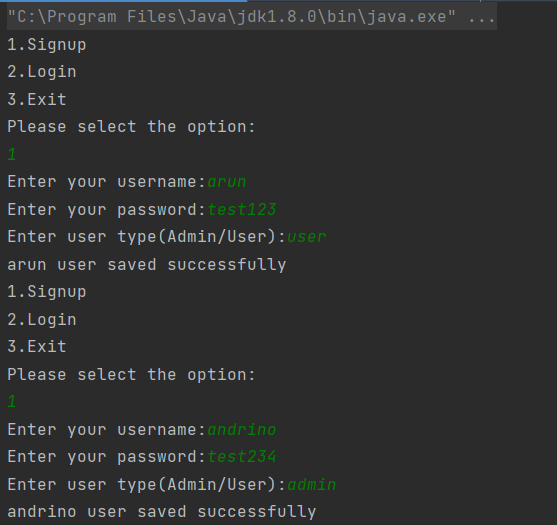 "C:\Program Files\Java\jdk1.8.0\bin\java.exe" ...
1.Signup
2.Login
3.Exit
Please select the option:
1
Enter your username:arun
Enter your password:test123
Enter user type(Admin/User):user
arun user saved successfully
1.Signup
2.Login
3.Exit
Please select the option:
1
Enter your username:andrino
Enter your password:test234
Enter user type(Admin/User):admin
andrino user saved successfully